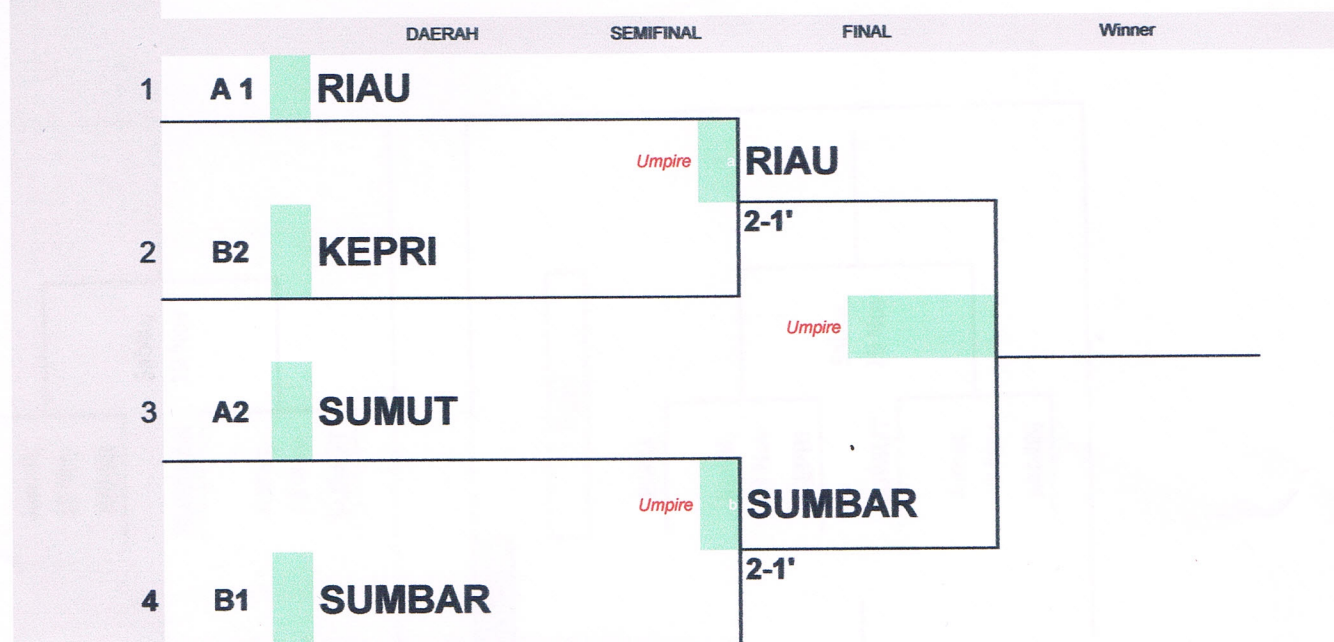 DAERAH SEMIFINAL FINAL Winner
1 A 1 RIAU
Umpire a RIAU
2-1'
2 B2 KEPRI
Umpire
3 A2 SUMUT
Umpire b SUMBAR
2-1'
4 B1 SUMBAR